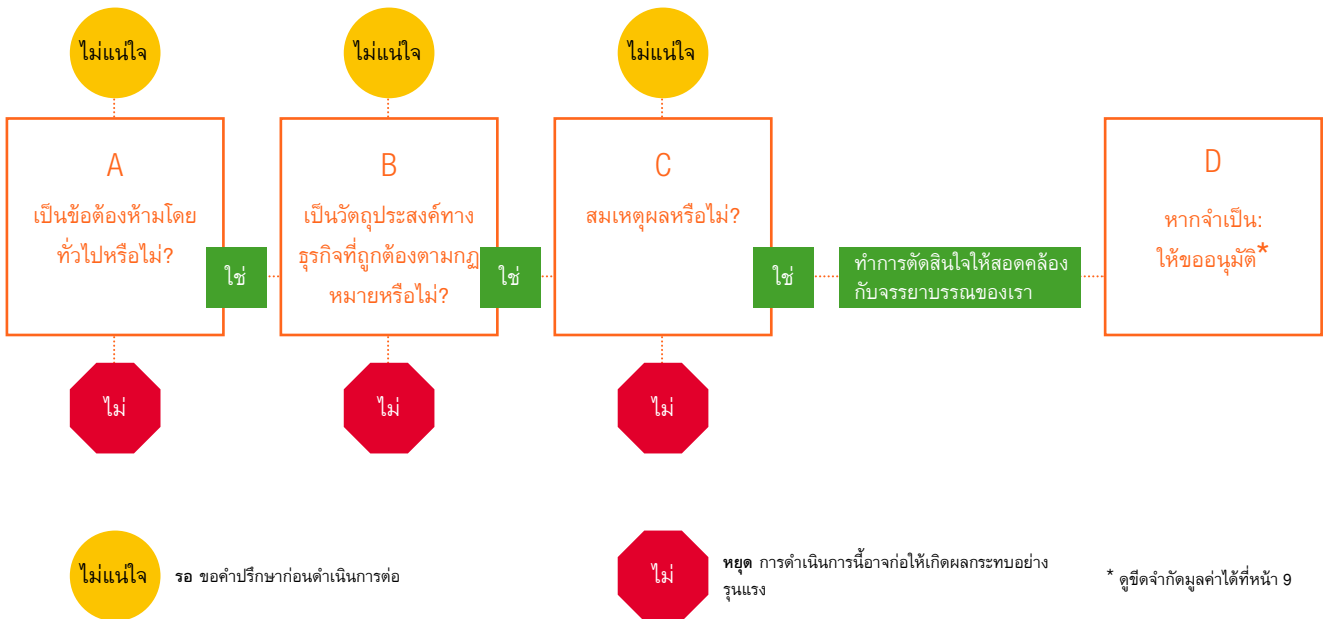 ไม่แน่ใจ
ไม่แน่ใจ
ไม่แน่ใจ
A
เป็นข้อต้องห้ามโดย
ทั่วไปหรือไม่?
ใช่
B
เป็นวัตถุประสงค์ทาง
ธุรกิจที่ถูกต้องตามกฏ
หมายหรือไม่?
ใช่
C
สมเหตุผลหรือไม่?
ใช่
ทำการตัดสินใจให้สอดคล้อง
กับจรรยาบรรณของเรา
D
หากจำเป็น:
ให้ขออนุมัติ*
ไม่
ไม่
ไม่
ไม่แน่ใจ
รอ ขอคำปรึกษาก่อนดำเนินการต่อ
ไม่
หยุด การดำเนินการนี้อาจก่อให้เกิดผลกระทบอย่าง
รุนแรง
* ดูขีดจำกัดมูลค่าได้ที่หน้า 9